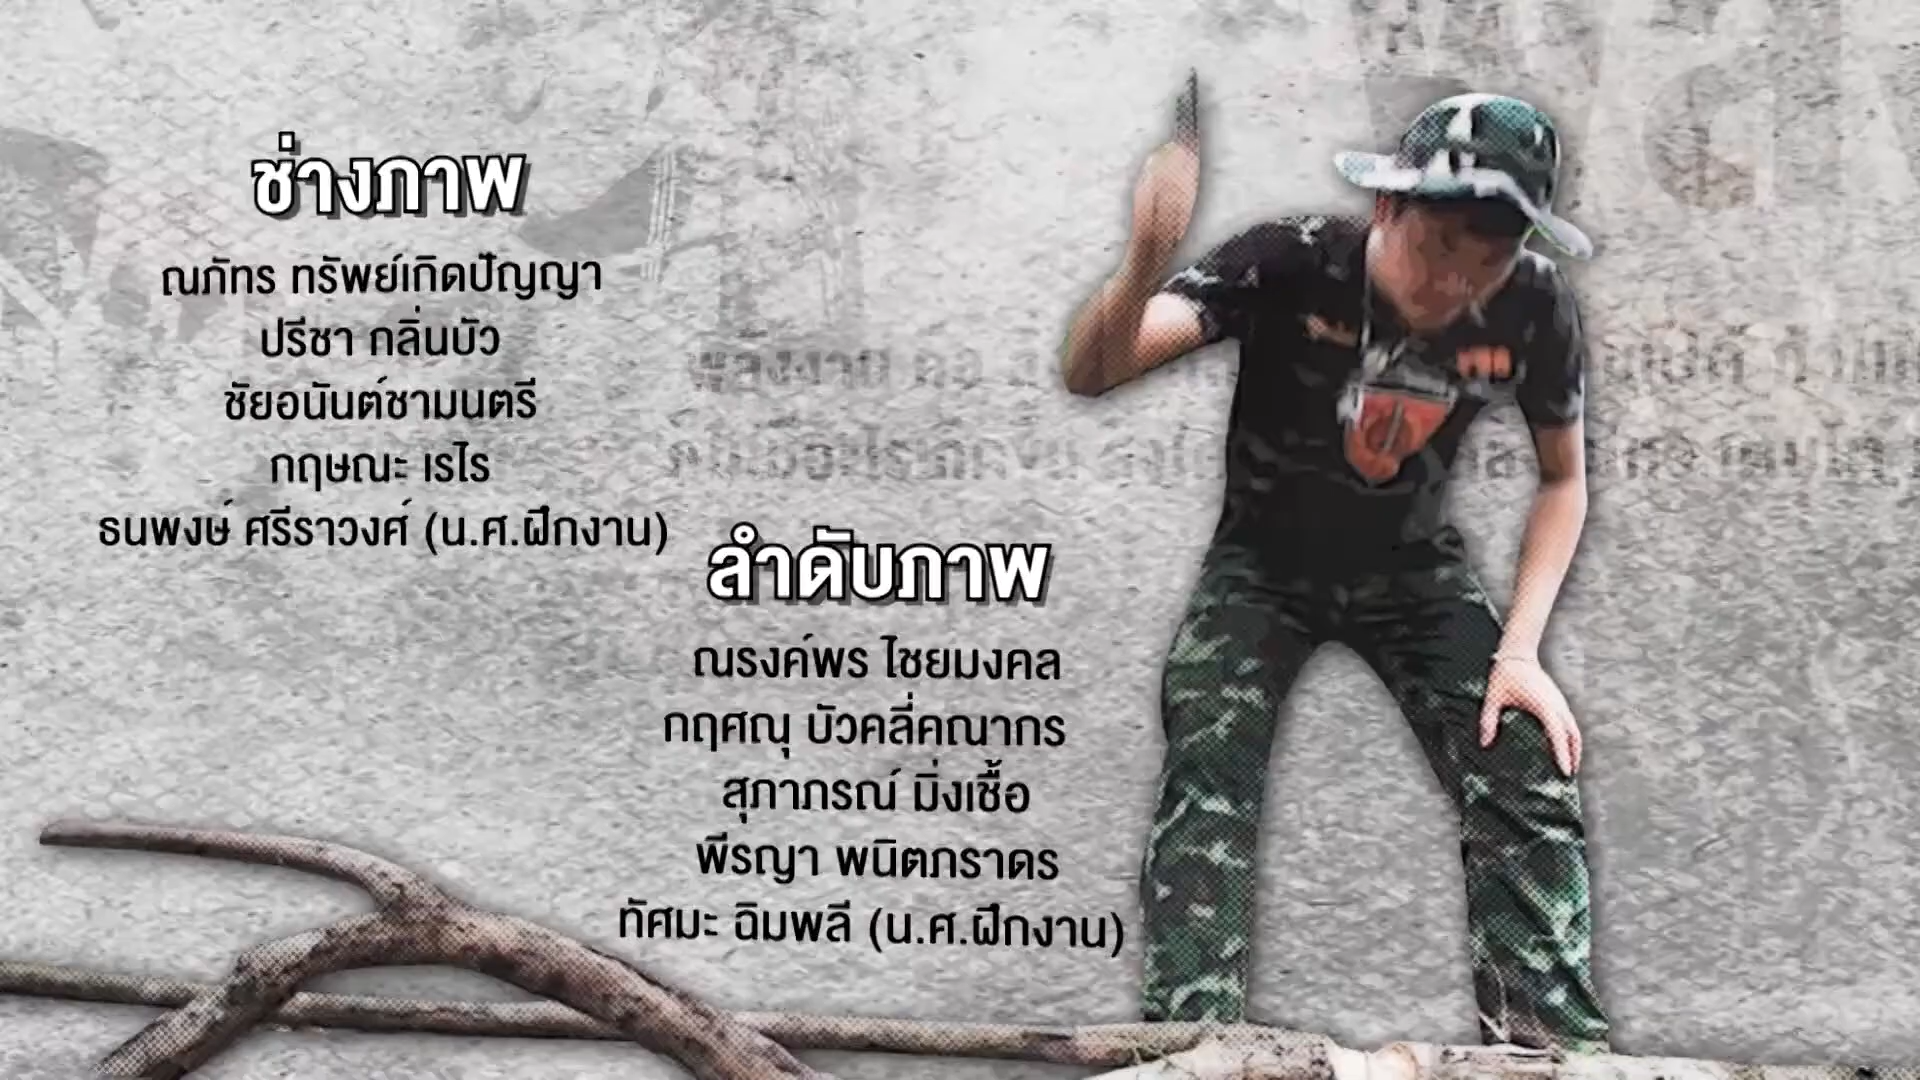 ช่างภาพ
ณภัทร ทรัพย์เกิดปัญญา
ปรีชา กลิ่นบัว
ชัยอนันต์ชามนตรี
กฤษณะ เรไร
ธนพงษ์ ศรีราวงศ์ (น.ศ.ฝึกงาน)
ลำดับภาพ
ณรงค์พร ไชยมงคล
กฤศณุ บัวคลี่คณากร
สุภาภรณ์ มิ่งเชื้อ
พีรญา พนิตภราดร
ทัศมะ ฉิมพลี (น.ศ.ฝึกงาน)